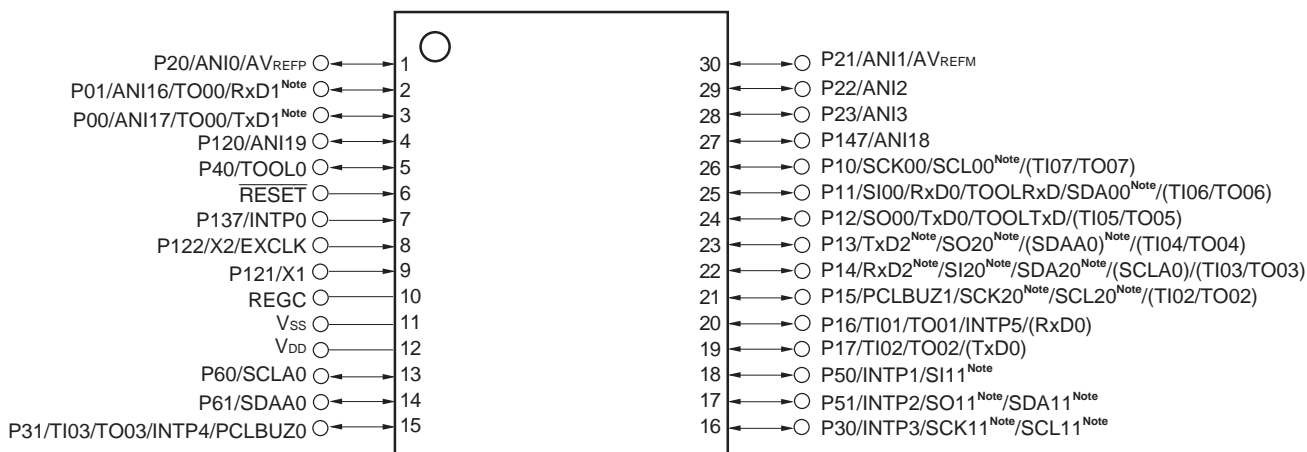 P20/ANI0/AVREFP 1
P01/ANI16/TO00/RxD1Note 2
P00/ANI17/TO00/TxD1Note 3
P120/ANI19 4
P40/TOOL0 5
RESET 6
P137/INTP0 7
P122/X2/EXCLK 8
P121/X1 9
REGC 10
VSS 11
VDD 12
P60/SCLA0 13
P61/SDAA0 14
P31/TI03/TO03/INTP4/PCLBUZ0 15
30 P21/ANI1/AVREFM
29 P22/ANI2
28 P23/ANI3
27 P147/ANI18
26 P10/SCK00/SCL00Note/(TI07/TO07)
25 P11/SI00/RxD0/TOOLRxD/SDA00Note/(TI06/TO06)
24 P12/SO00/TxD0/TOOLTxD/(TI05/TO05)
23 P13/TxD2Note/SO20Note/(SDAA0)Note/(TI04/TO04)
22 P14/RxD2Note/SI20Note/SDA20Note/(SCLA0)/(TI03/TO03)
21 P15/PCLBUZ1/SCK20Note/SCL20Note/(TI02/TO02)
20 P16/TI01/TO01/INTP5/(RxD0)
19 P17/TI02/TO02/(TxD0)
18 P50/INTP1/SI11Note
17 P51/INTP2/SO11Note/SDA11Note
16 P30/INTP3/SCK11Note/SCL11Note